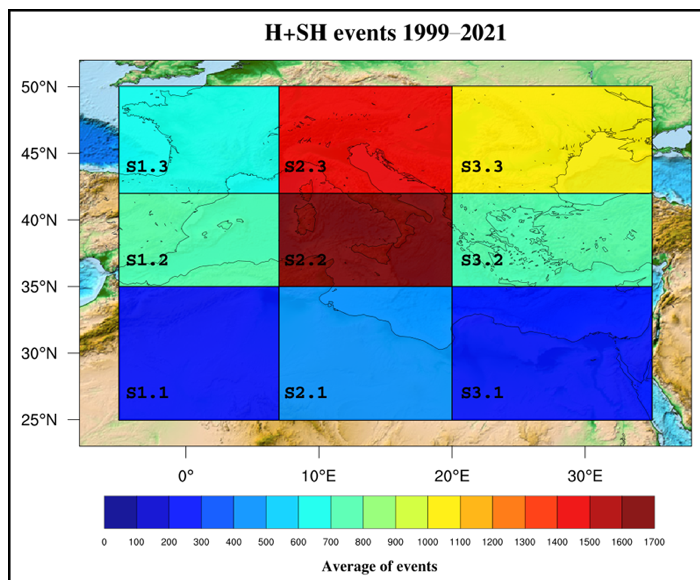 H+SH events 1999–2021
50°N
45°N
40°N
35°N
30°N
25°N
S1.3
S2.3
S3.3
S1.2
S2.2
S3.2
S1.1
S2.1
S3.1
0°
10°E
20°E
30°E
0 100 200 300 400 500 600 700 800 900 1000 1100 1200 1300 1400 1500 1600 1700
Average of events